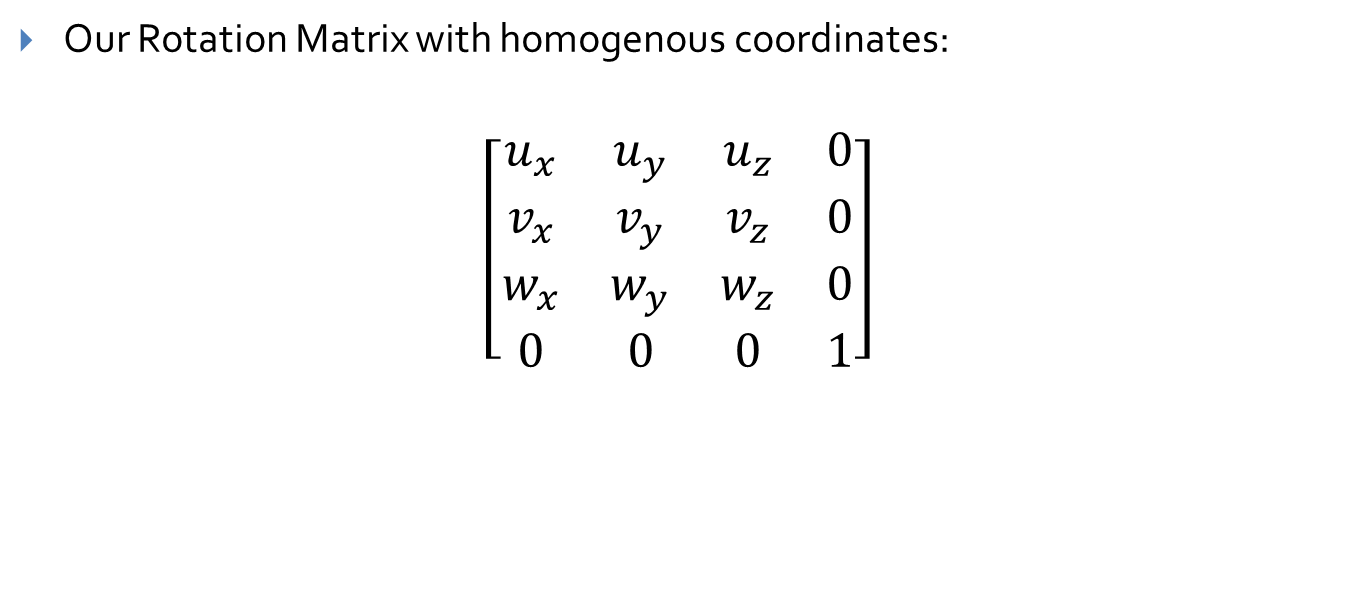 Our Rotation Matrix with homogenous coordinates:
u_x u_y u_z 0
v_x v_y v_z 0
w_x w_y w_z 0
0 0 0 1